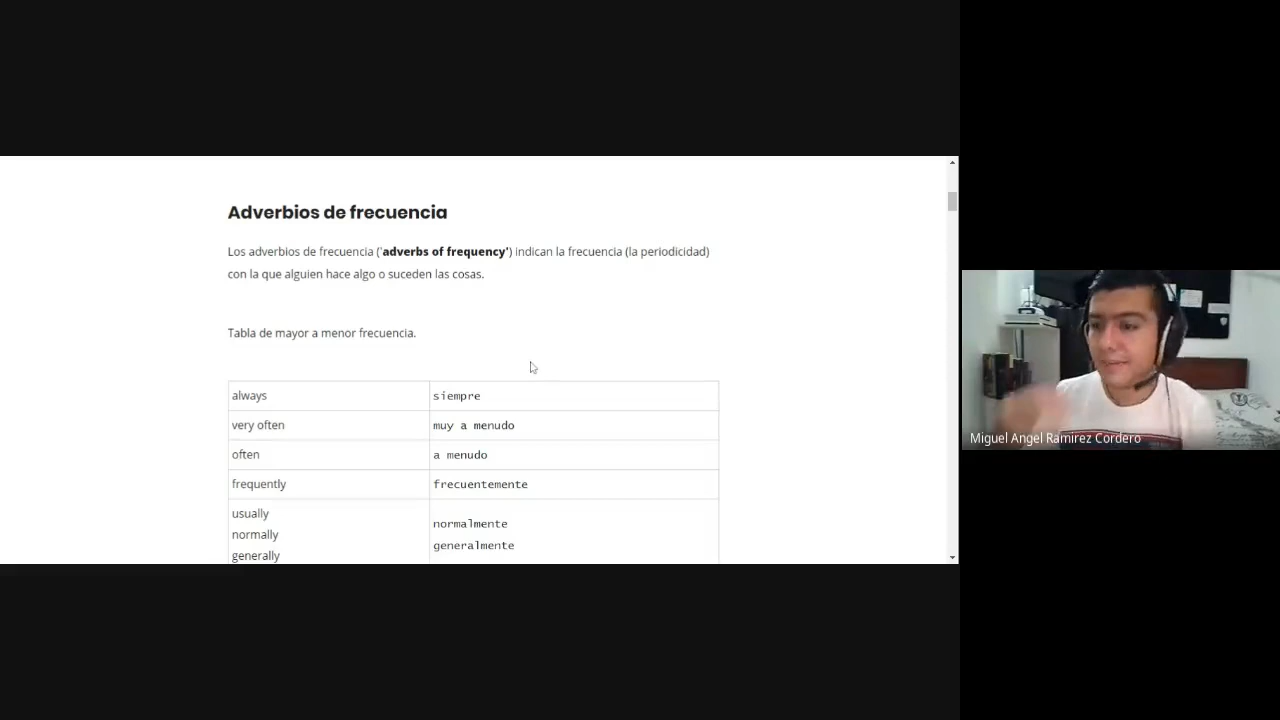 Adverbios de frecuencia
Los adverbios de frecuencia ('adverbs of frequency') indican la frecuencia (la periodicidad)
con la que alguien hace algo o suceden las cosas.
Tabla de mayor a menor frecuencia.
always siempre
very often muy a menudo
often a menudo
frequently frecuentemente
usually
normally
generally
normalmente
generalmente
Miguel Angel Ramirez Cordero